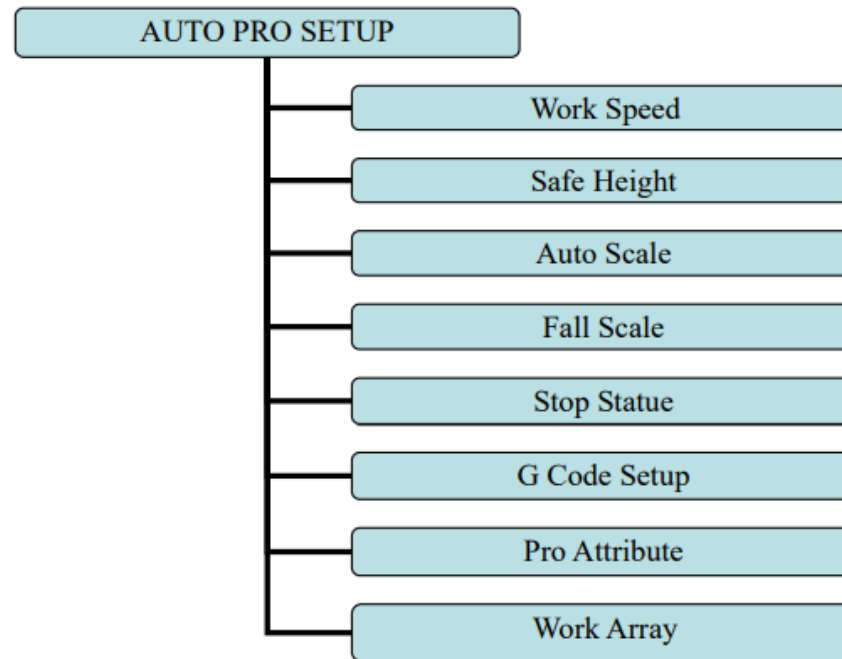 AUTO PRO SETUP
Work Speed
Safe Height
Auto Scale
Fall Scale
Stop Statue
G Code Setup
Pro Attribute
Work Array